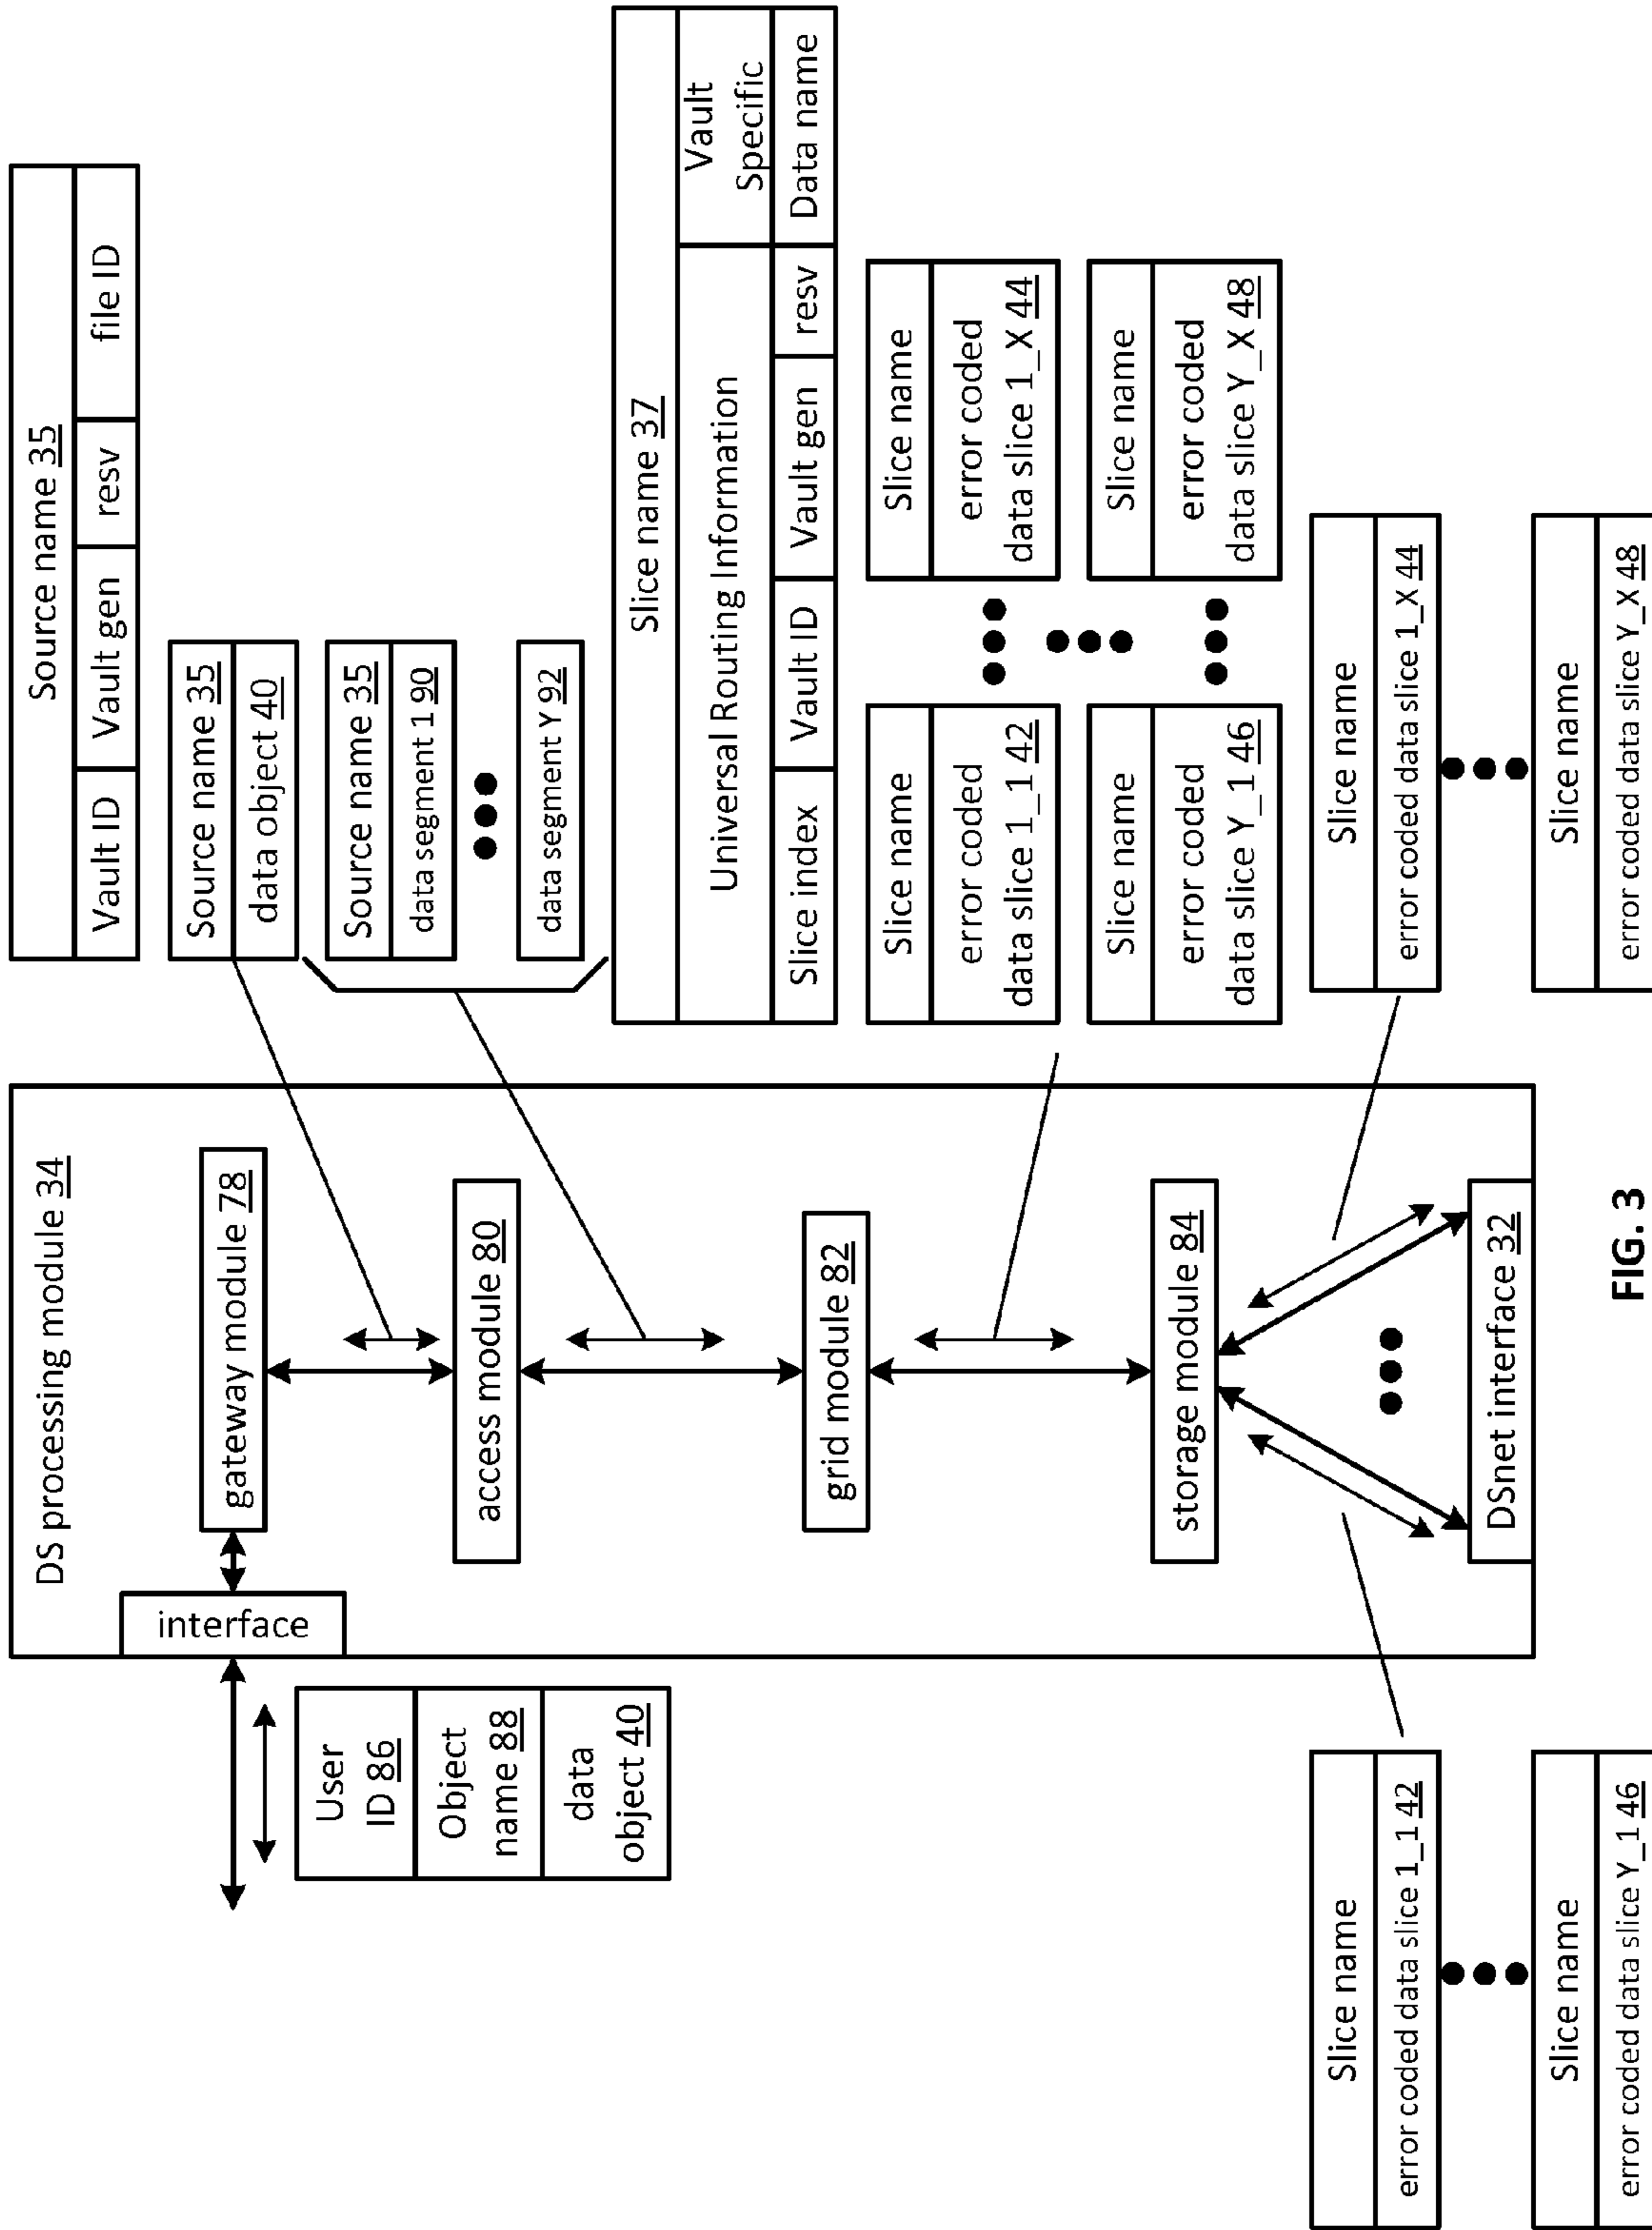 DS processing module 34
interface
gateway module 78
access module 80
grid module 82
storage module 84
DSnet interface 32
User
ID 86
Object
name 88
data
object 40
Source name 35
Vault ID
Vault gen
resv
file ID
Source name 35
data object 40
Source name 35
data segment 1 90
data segment Y 92
Slice name 37
Universal Routing Information
Vault
Specific
Slice index
Vault ID
Vault gen
resv
Data name
Slice name
error coded
data slice 1_1 42
Slice name
error coded
data slice 1_X 44
Slice name
error coded
data slice Y_1 46
Slice name
error coded
data slice Y_X 48
Slice name
error coded data slice 1_1 42
Slice name
error coded data slice Y_1 46
Slice name
error coded data slice 1_X 44
Slice name
error coded data slice Y_X 48
FIG. 3